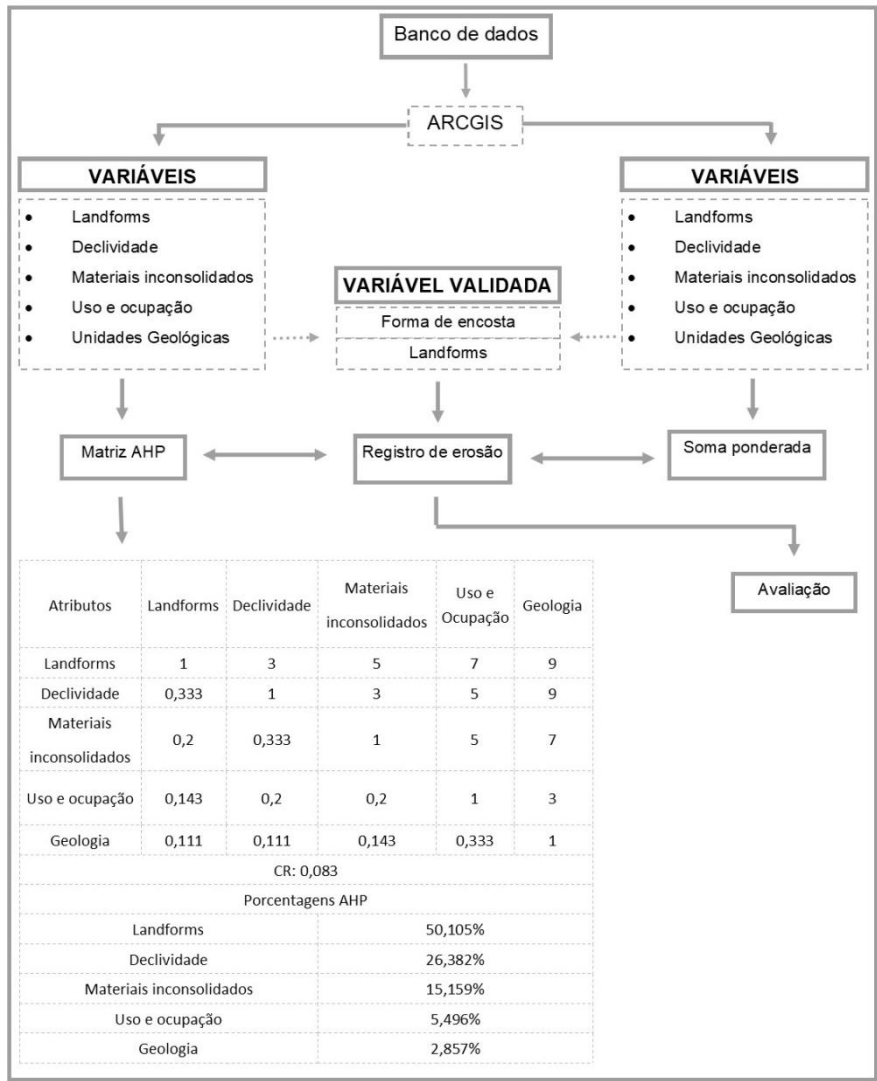 Banco de dados
ARCGIS
VARIÁVEIS
• Landforms
• Declividade
• Materiais inconsolidados
• Uso e ocupação
• Unidades Geológicas
VARIÁVEL VALIDADA
Forma de encosta
Landforms
VARIÁVEIS
• Landforms
• Declividade
• Materiais inconsolidados
• Uso e ocupação
• Unidades Geológicas
Matriz AHP
Registro de erosão
Soma ponderada
Avaliação
Atributos Landforms Declividade Materiais inconsolidados Uso e Ocupação Geologia
Landforms 1 3 5 7 9
Declividade 0,333 1 3 5 9
Materiais inconsolidados 0,2 0,333 1 5 7
Uso e ocupação 0,143 0,2 0,2 1 3
Geologia 0,111 0,111 0,143 0,333 1
CR: 0,083
Porcentagens AHP
Landforms 50,105%
Declividade 26,382%
Materiais inconsolidados 15,159%
Uso e ocupação 5,496%
Geologia 2,857%